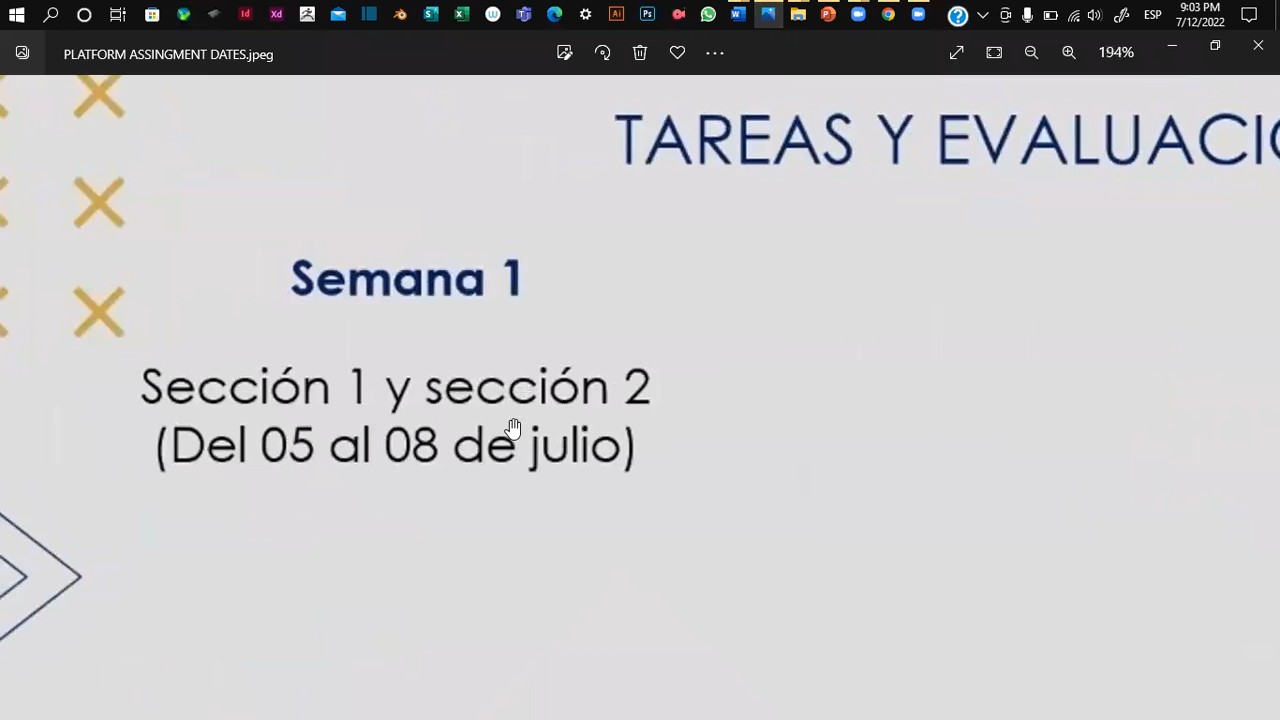 ESP
9:03 PM
7/12/2022
PLATFORM ASSINGMENT DATES.jpeg
194%
TAREAS Y EVALUACI
Semana 1
Sección 1 y sección 2
(Del 05 al 08 de julio)